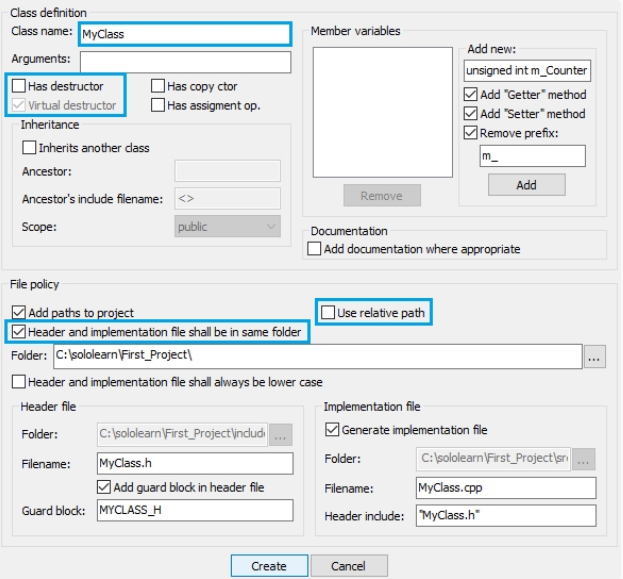 Class definition
Class name: MyClass
Arguments:
Has destructor
Has copy ctor
Virtual destructor
Has assigment op.
Inheritance
Inherits another class
Ancestor:
Ancestor's include filename: <>
Scope: public
Member variables
Remove
Add new:
unsigned int m_Counter
Add "Getter" method
Add "Setter" method
Remove prefix:
m_
Add
Documentation
Add documentation where appropriate
File policy
Add paths to project
Use relative path
Header and implementation file shall be in same folder
Folder: C:\sololearn\First_Project\
...
Header and implementation file shall always be lower case
Header file
Folder: C:\sololearn\First_Project\includ
...
Filename: MyClass.h
Add guard block in header file
Guard block: MYCLASS_H
Implementation file
Generate implementation file
Folder: C:\sololearn\First_Project\sr
...
Filename: MyClass.cpp
Header include: "MyClass.h"
Create
Cancel